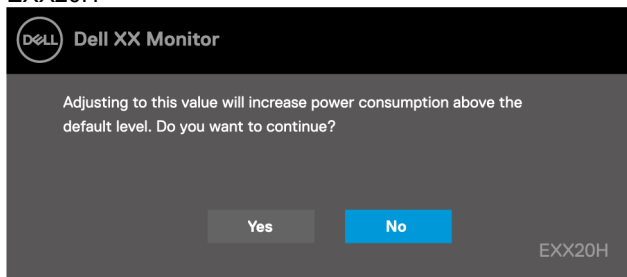 EXX20H
DELL Dell XX Monitor
Adjusting to this value will increase power consumption above the
default level. Do you want to continue?
Yes No
EXX20H